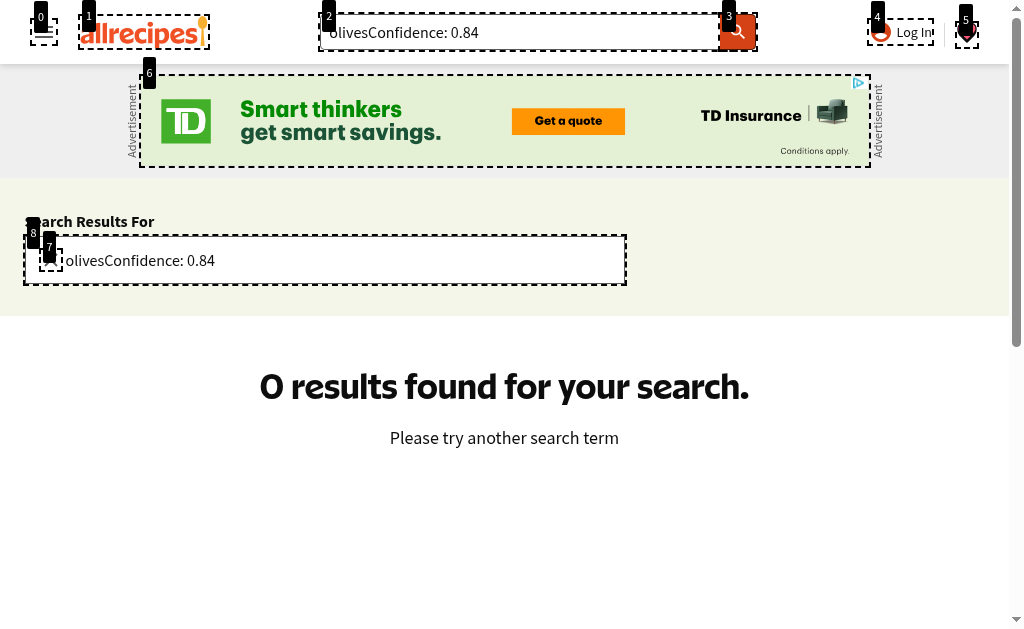 0
1
allrecipes
2
olivesConfidence: 0.84
3
4
Log In
5
6
Advertisement
TD
Smart thinkers
get smart savings.
Get a quote
TD Insurance
Conditions apply.
Advertisement
Search Results For
8
7
olivesConfidence: 0.84
0 results found for your search.
Please try another search term